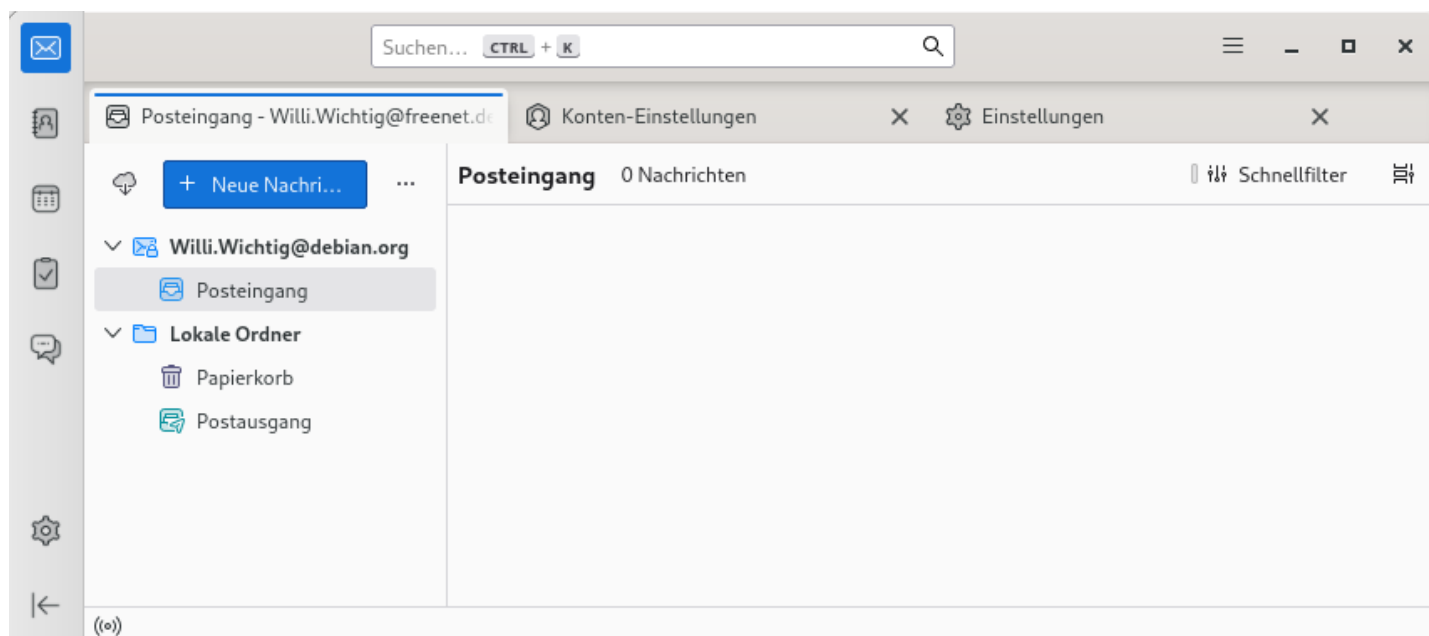 Suchen... CTRL + K
Posteingang - Willi.Wichtig@freenet.de
Konten-Einstellungen
Einstellungen
+ Neue Nachri...
Posteingang 0 Nachrichten
Schnellfilter
Willi.Wichtig@debian.org
Posteingang
Lokale Ordner
Papierkorb
Postausgang